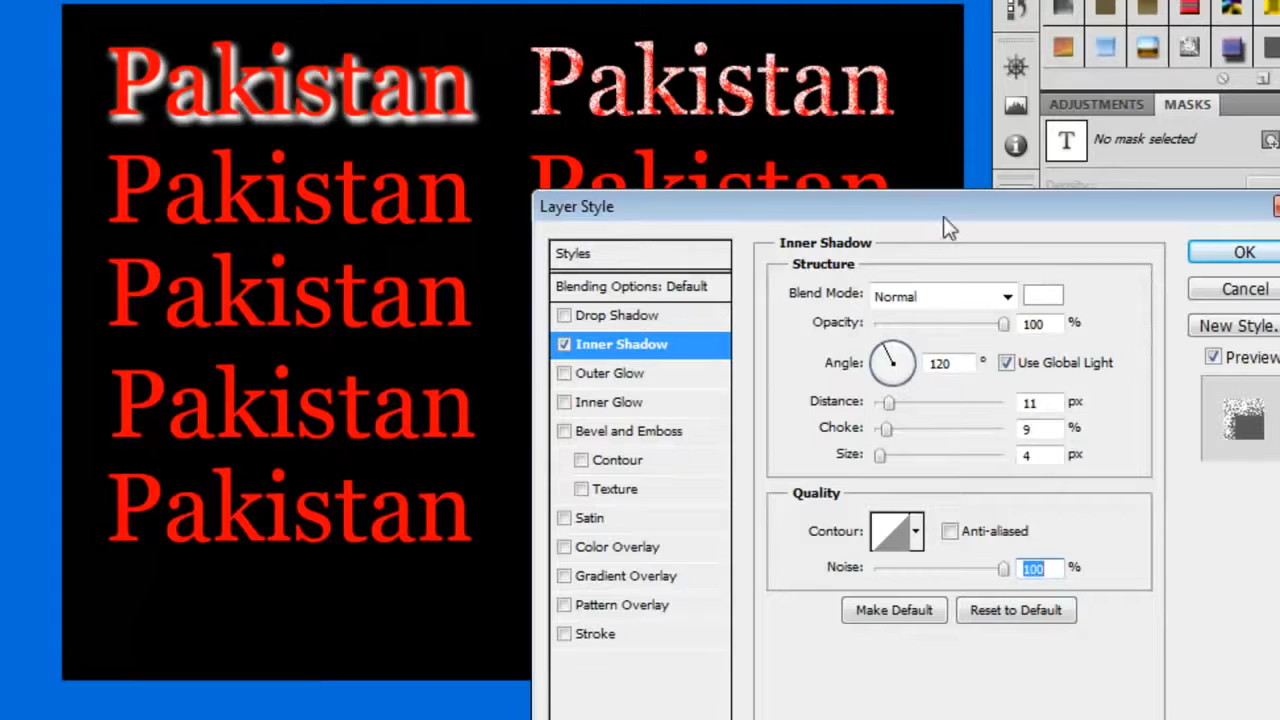 Pakistan Pakistan
Pakistan Pakistan
Pakistan
Pakistan
Pakistan
ADJUSTMENTS MASKS
T No mask selected
Layer Style
Styles
Blending Options: Default
Drop Shadow
Inner Shadow
Outer Glow
Inner Glow
Bevel and Emboss
Contour
Texture
Satin
Color Overlay
Gradient Overlay
Pattern Overlay
Stroke
Inner Shadow
Structure
Blend Mode: Normal
Opacity: 100 %
Angle: 120 ° Use Global Light
Distance: 11 px
Choke: 9 %
Size: 4 px
Quality
Contour: Anti-aliased
Noise: 100 %
Make Default Reset to Default
OK
Cancel
New Style..
Preview